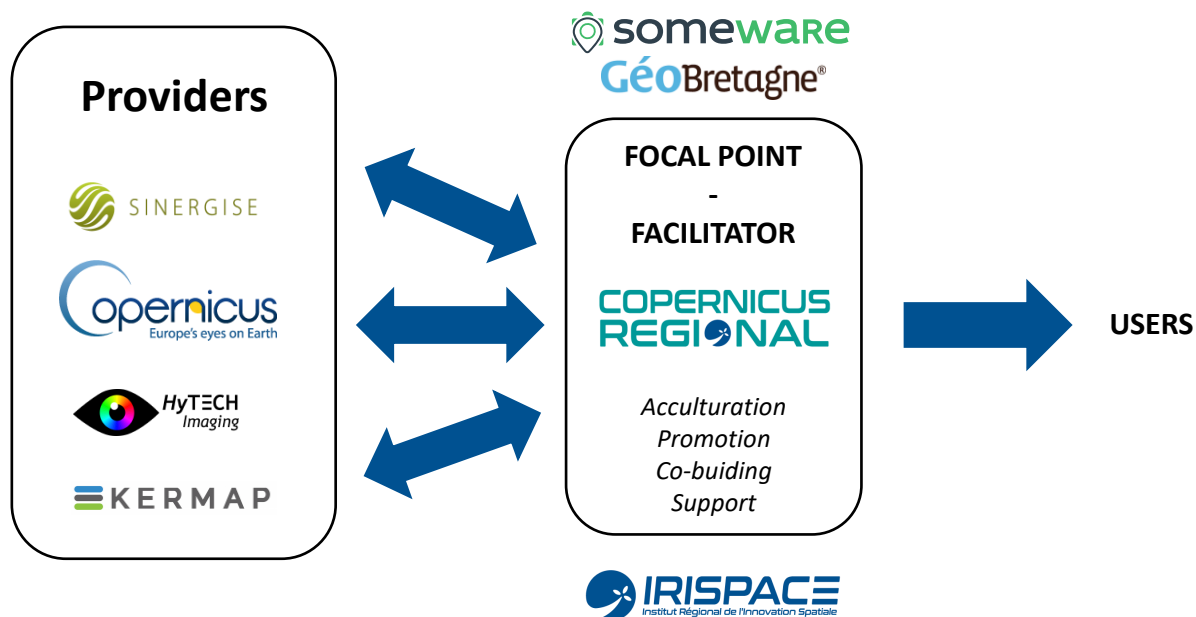 Providers
SINERGISE
Copernicus
Europe's eyes on Earth
HyTECH
Imaging
KERMAP
someware
GéoBretagne®
FOCAL POINT
-
FACILITATOR
COPERNICUS
REGIONAL
Acculturation
Promotion
Co-buiding
Support
IRISPACE
Institut Régional de l'Innovation Spatiale
USERS